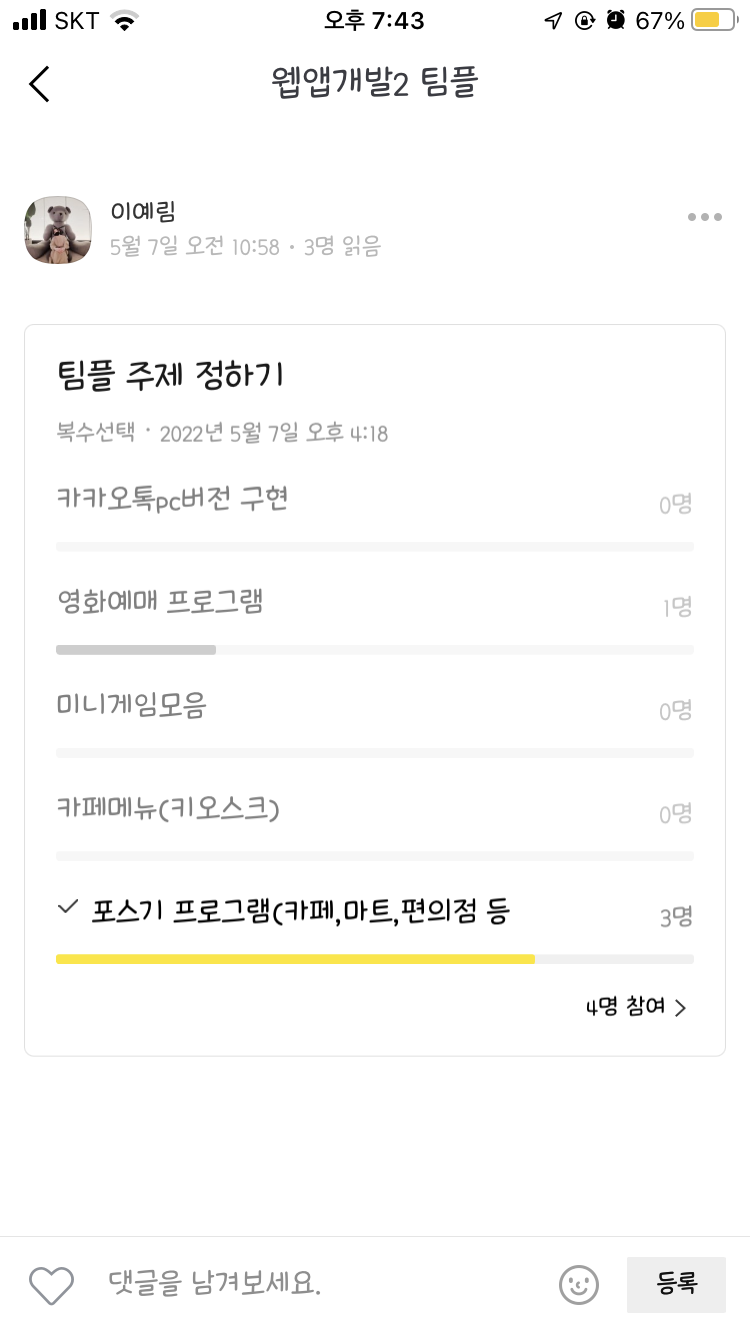 SKT 오후 7:43 67%
웹앱개발2 팀플
이예림
5월 7일 오전 10:58 · 3명 읽음
팀플 주제 정하기
복수선택 · 2022년 5월 7일 오후 4:18
카카오톡pc버전 구현 0명
영화예매 프로그램 1명
미니게임모음 0명
카페메뉴(키오스크) 0명
포스기 프로그램(카페,마트,편의점 등 3명
4명 참여 >
댓글을 남겨보세요. 등록